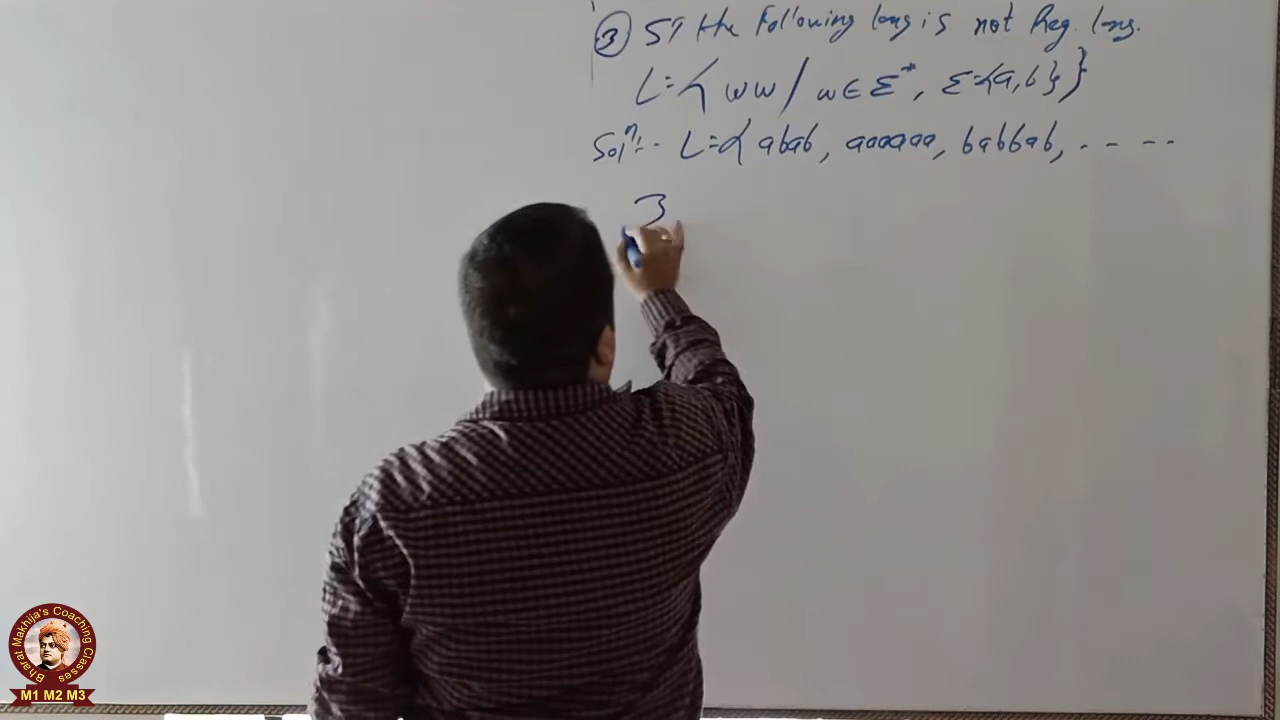 ③ ST the Following lang is not Reg. lang.
L={ ww / w∈Σ*, Σ={a,b}}
Solⁿ:- L={ abab, aaaaaa, babbab, - - - -
}
Bharat Makhija's Coaching Classes
M1 M2 M3